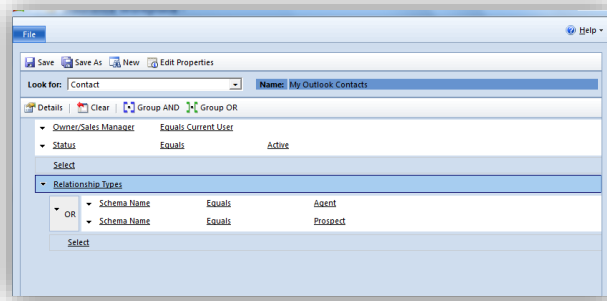 File Help
Save Save As New Edit Properties
Look for: Contact Name: My Outlook Contacts
Details Clear Group AND Group OR
Owner/Sales Manager Equals Current User
Status Equals Active
Select
Relationship Types
Schema Name Equals Agent
OR
Schema Name Equals Prospect
Select